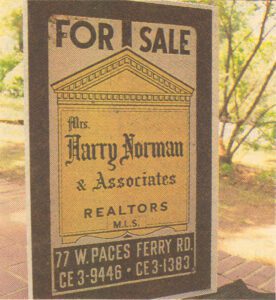 FOR SALE
Mrs.
Harry Norman
& Associates
REALTORS
M.L.S.
77 W. PACES FERRY RD.
CE 3-9446 • CE 3-1383